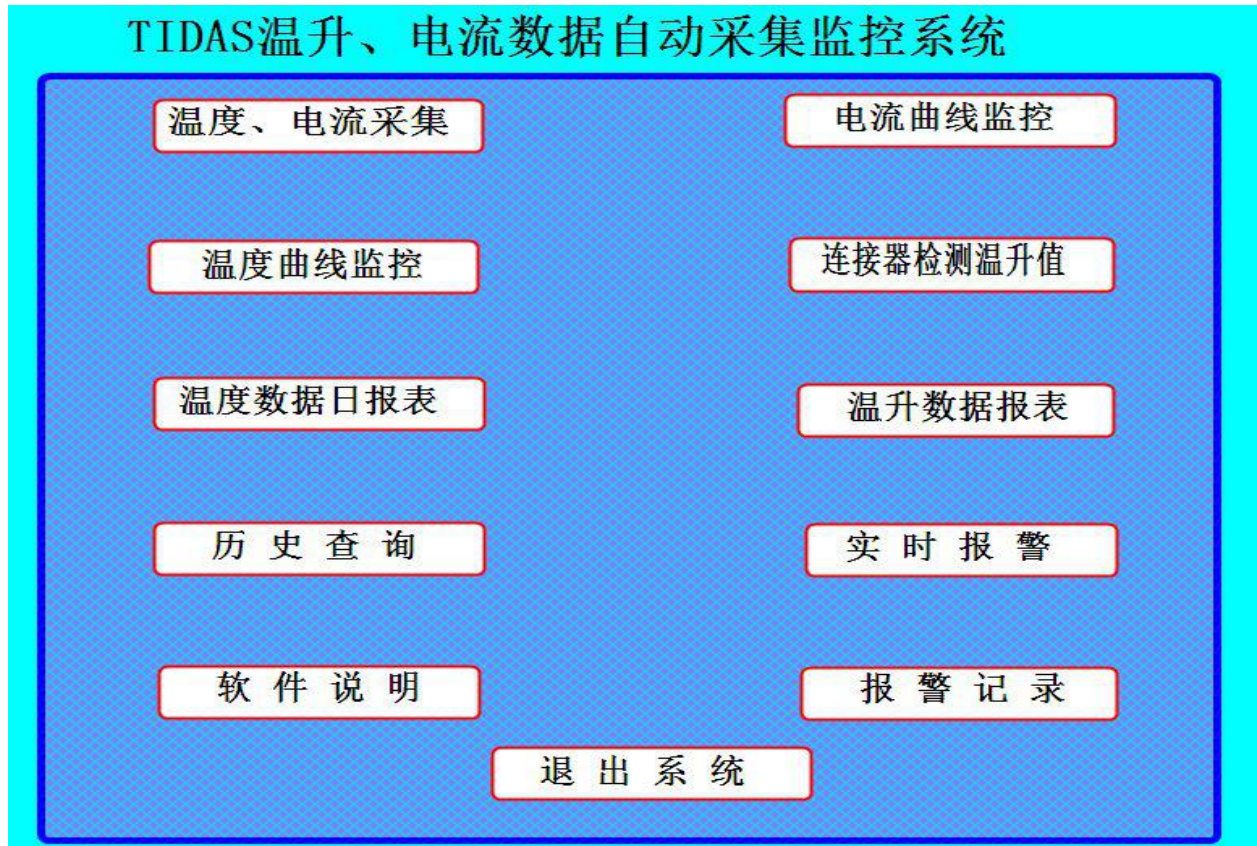 TIDAS温升、电流数据自动采集监控系统
温度、电流采集
电流曲线监控
温度曲线监控
连接器检测温升值
温度数据日报表
温升数据报表
历史查询
实时报警
软件说明
报警记录
退出系统